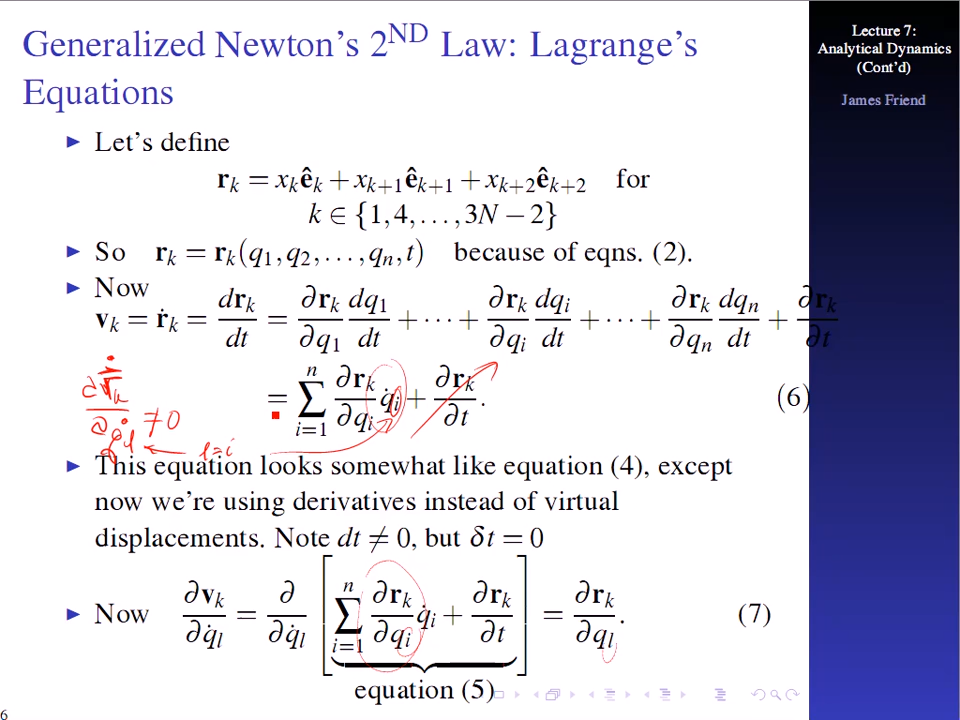 Generalized Newton's 2ND Law: Lagrange's
Equations
Lecture 7:
Analytical Dynamics
(Cont'd)
James Friend
▶ Let's define
𝐫ₖ = xₖêₖ + xₖ₊₁êₖ₊₁ + xₖ₊₂êₖ₊₂ for
k ∈ {1,4,...,3N − 2}
▶ So 𝐫ₖ = 𝐫ₖ(q₁,q₂,...,qₙ,t) because of eqns. (2).
▶ Now
𝐯ₖ = 𝐫̇ₖ = d𝐫ₖ/dt = ∂𝐫ₖ/∂q₁ dq₁/dt + ··· + ∂𝐫ₖ/∂qᵢ dqᵢ/dt + ··· + ∂𝐫ₖ/∂qₙ dqₙ/dt + ∂𝐫ₖ/∂t
= ∑ᵢ₌₁ⁿ ∂𝐫ₖ/∂qᵢ q̇ᵢ + ∂𝐫ₖ/∂t. (6)
≠ 0
l=i
▶ This equation looks somewhat like equation (4), except
now we're using derivatives instead of virtual
displacements. Note dt ≠ 0, but δt = 0
▶ Now ∂𝐯ₖ/∂q̇ₗ = ∂/∂q̇ₗ [∑ᵢ₌₁ⁿ ∂𝐫ₖ/∂qᵢ q̇ᵢ + ∂𝐫ₖ/∂t] = ∂𝐫ₖ/∂qₗ. (7)
equation (5)
6